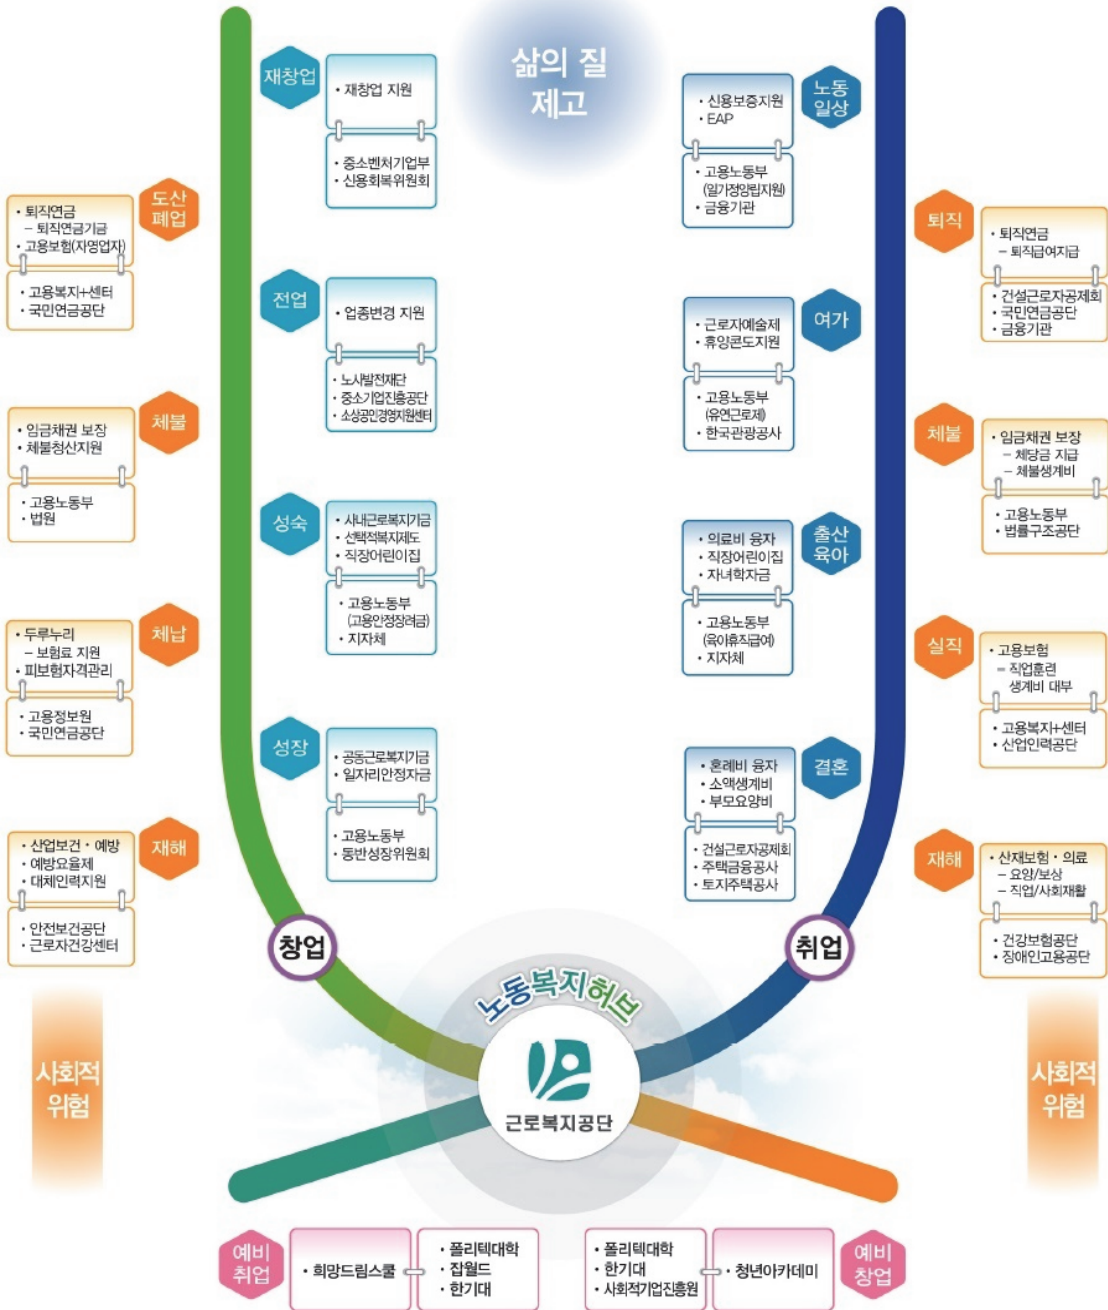 삶의 질
제고
재창업
• 재창업 지원
• 중소벤처기업부
• 신용회복위원회
노동
일상
• 신용보증지원
• EAP
• 고용노동부
(일가정양립지원)
• 금융기관
도산
폐업
• 퇴직연금
– 퇴직연금기금
• 고용보험(자영업자)
• 고용복지+센터
• 국민연금공단
퇴직
• 퇴직연금
– 퇴직급여지급
• 건설근로자공제회
• 국민연금공단
• 금융기관
전업
• 업종변경 지원
• 노사발전재단
• 중소기업진흥공단
• 소상공인경영지원센터
여가
• 근로자예술제
• 휴양콘도지원
• 고용노동부
(유연근로제)
• 한국관광공사
체불
• 임금채권 보장
• 체불청산지원
• 고용노동부
• 법원
체불
• 임금채권 보장
– 체당금 지급
– 체불생계비
• 고용노동부
• 법률구조공단
성숙
• 사내근로복지기금
• 선택적복지제도
• 직장어린이집
• 고용노동부
(고용안정장려금)
• 지자체
출산
육아
• 의료비 융자
• 직장어린이집
• 자녀학자금
• 고용노동부
(육아휴직급여)
• 지자체
체납
• 두루누리
– 보험료 지원
• 피보험자격관리
• 고용정보원
• 국민연금공단
실직
• 고용보험
– 직업훈련
생계비 대부
• 고용복지+센터
• 산업인력공단
성장
• 공동근로복지기금
• 일자리안정자금
• 고용노동부
• 동반성장위원회
결혼
• 혼례비 융자
• 소액생계비
• 부모요양비
• 건설근로자공제회
• 주택금융공사
• 토지주택공사
재해
• 산업보건・예방
• 예방요율제
• 대체인력지원
• 안전보건공단
• 근로자건강센터
재해
• 산재보험・의료
– 요양/보상
– 직업/사회재활
• 건강보험공단
• 장애인고용공단
창업
취업
노동복지허브
근로복지공단
사회적
위험
사회적
위험
예비
취업
• 희망드림스쿨
• 폴리텍대학
• 잡월드
• 한기대
• 폴리텍대학
• 한기대
• 사회적기업진흥원
• 청년아카데미
예비
창업